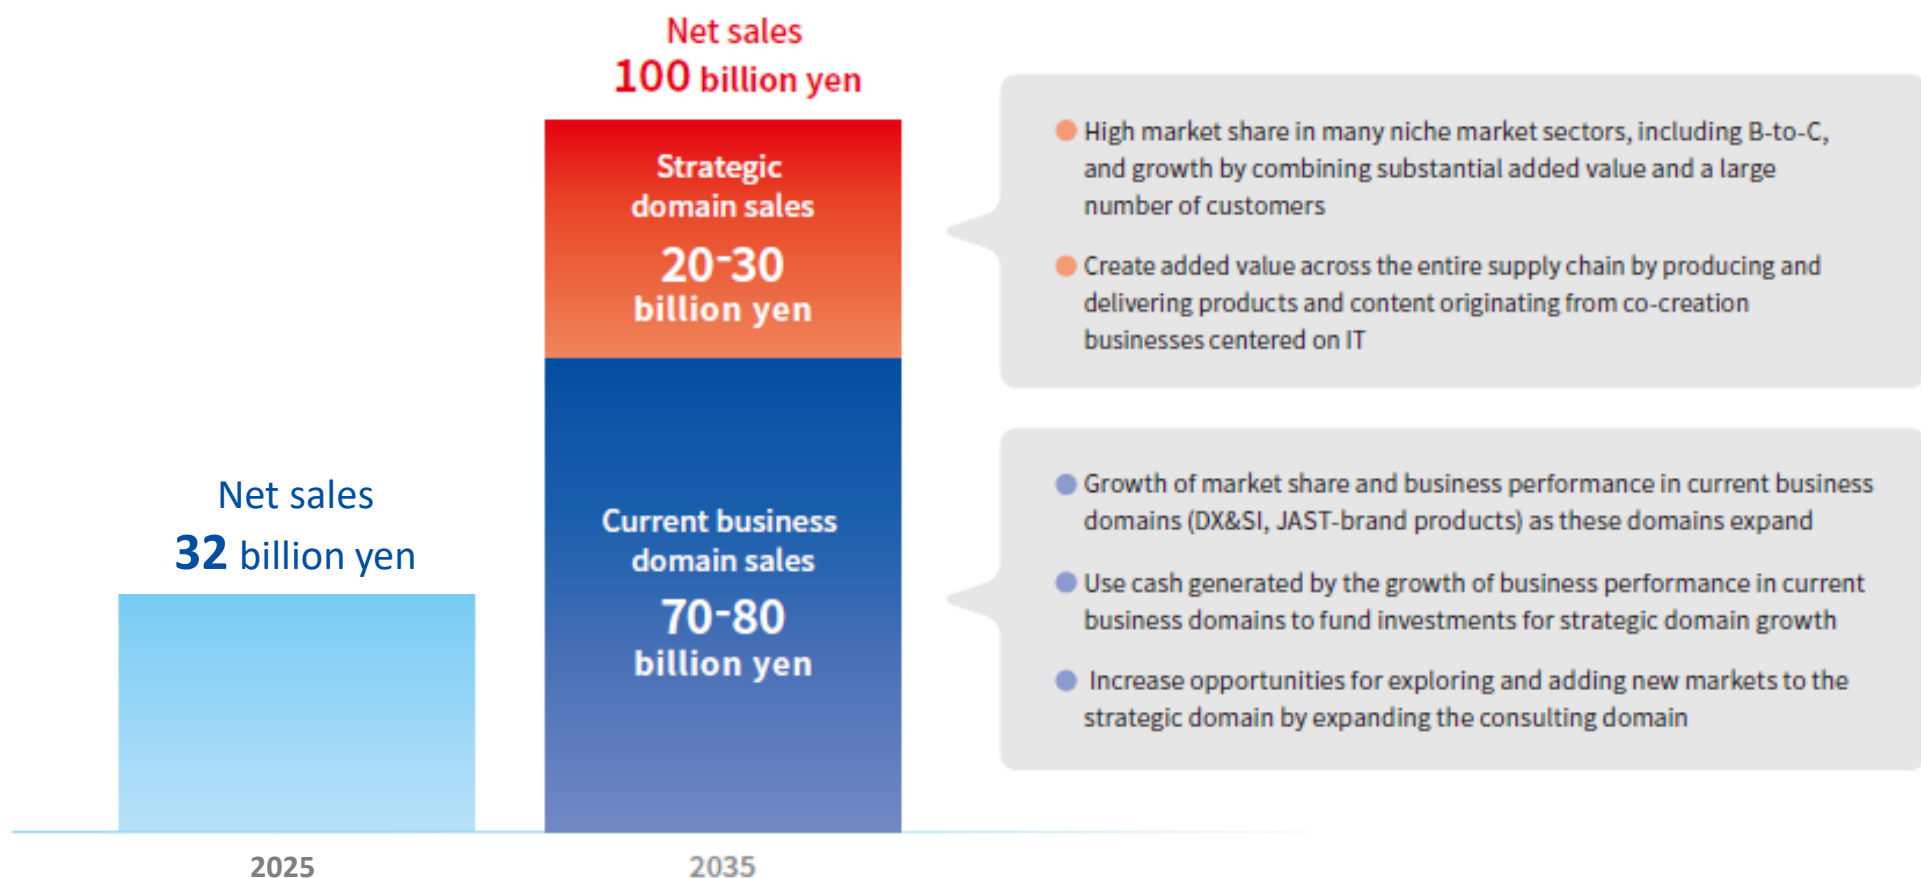 Net sales
100 billion yen
Strategic
domain sales
20-30
billion yen
High market share in many niche market sectors, including B-to-C,
and growth by combining substantial added value and a large
number of customers
Create added value across the entire supply chain by producing and
delivering products and content originating from co-creation
businesses centered on IT
Net sales
32 billion yen
Current business
domain sales
70-80
billion yen
Growth of market share and business performance in current business
domains (DX&SI, JAST-brand products) as these domains expand
Use cash generated by the growth of business performance in current
business domains to fund investments for strategic domain growth
Increase opportunities for exploring and adding new markets to the
strategic domain by expanding the consulting domain
2025
2035